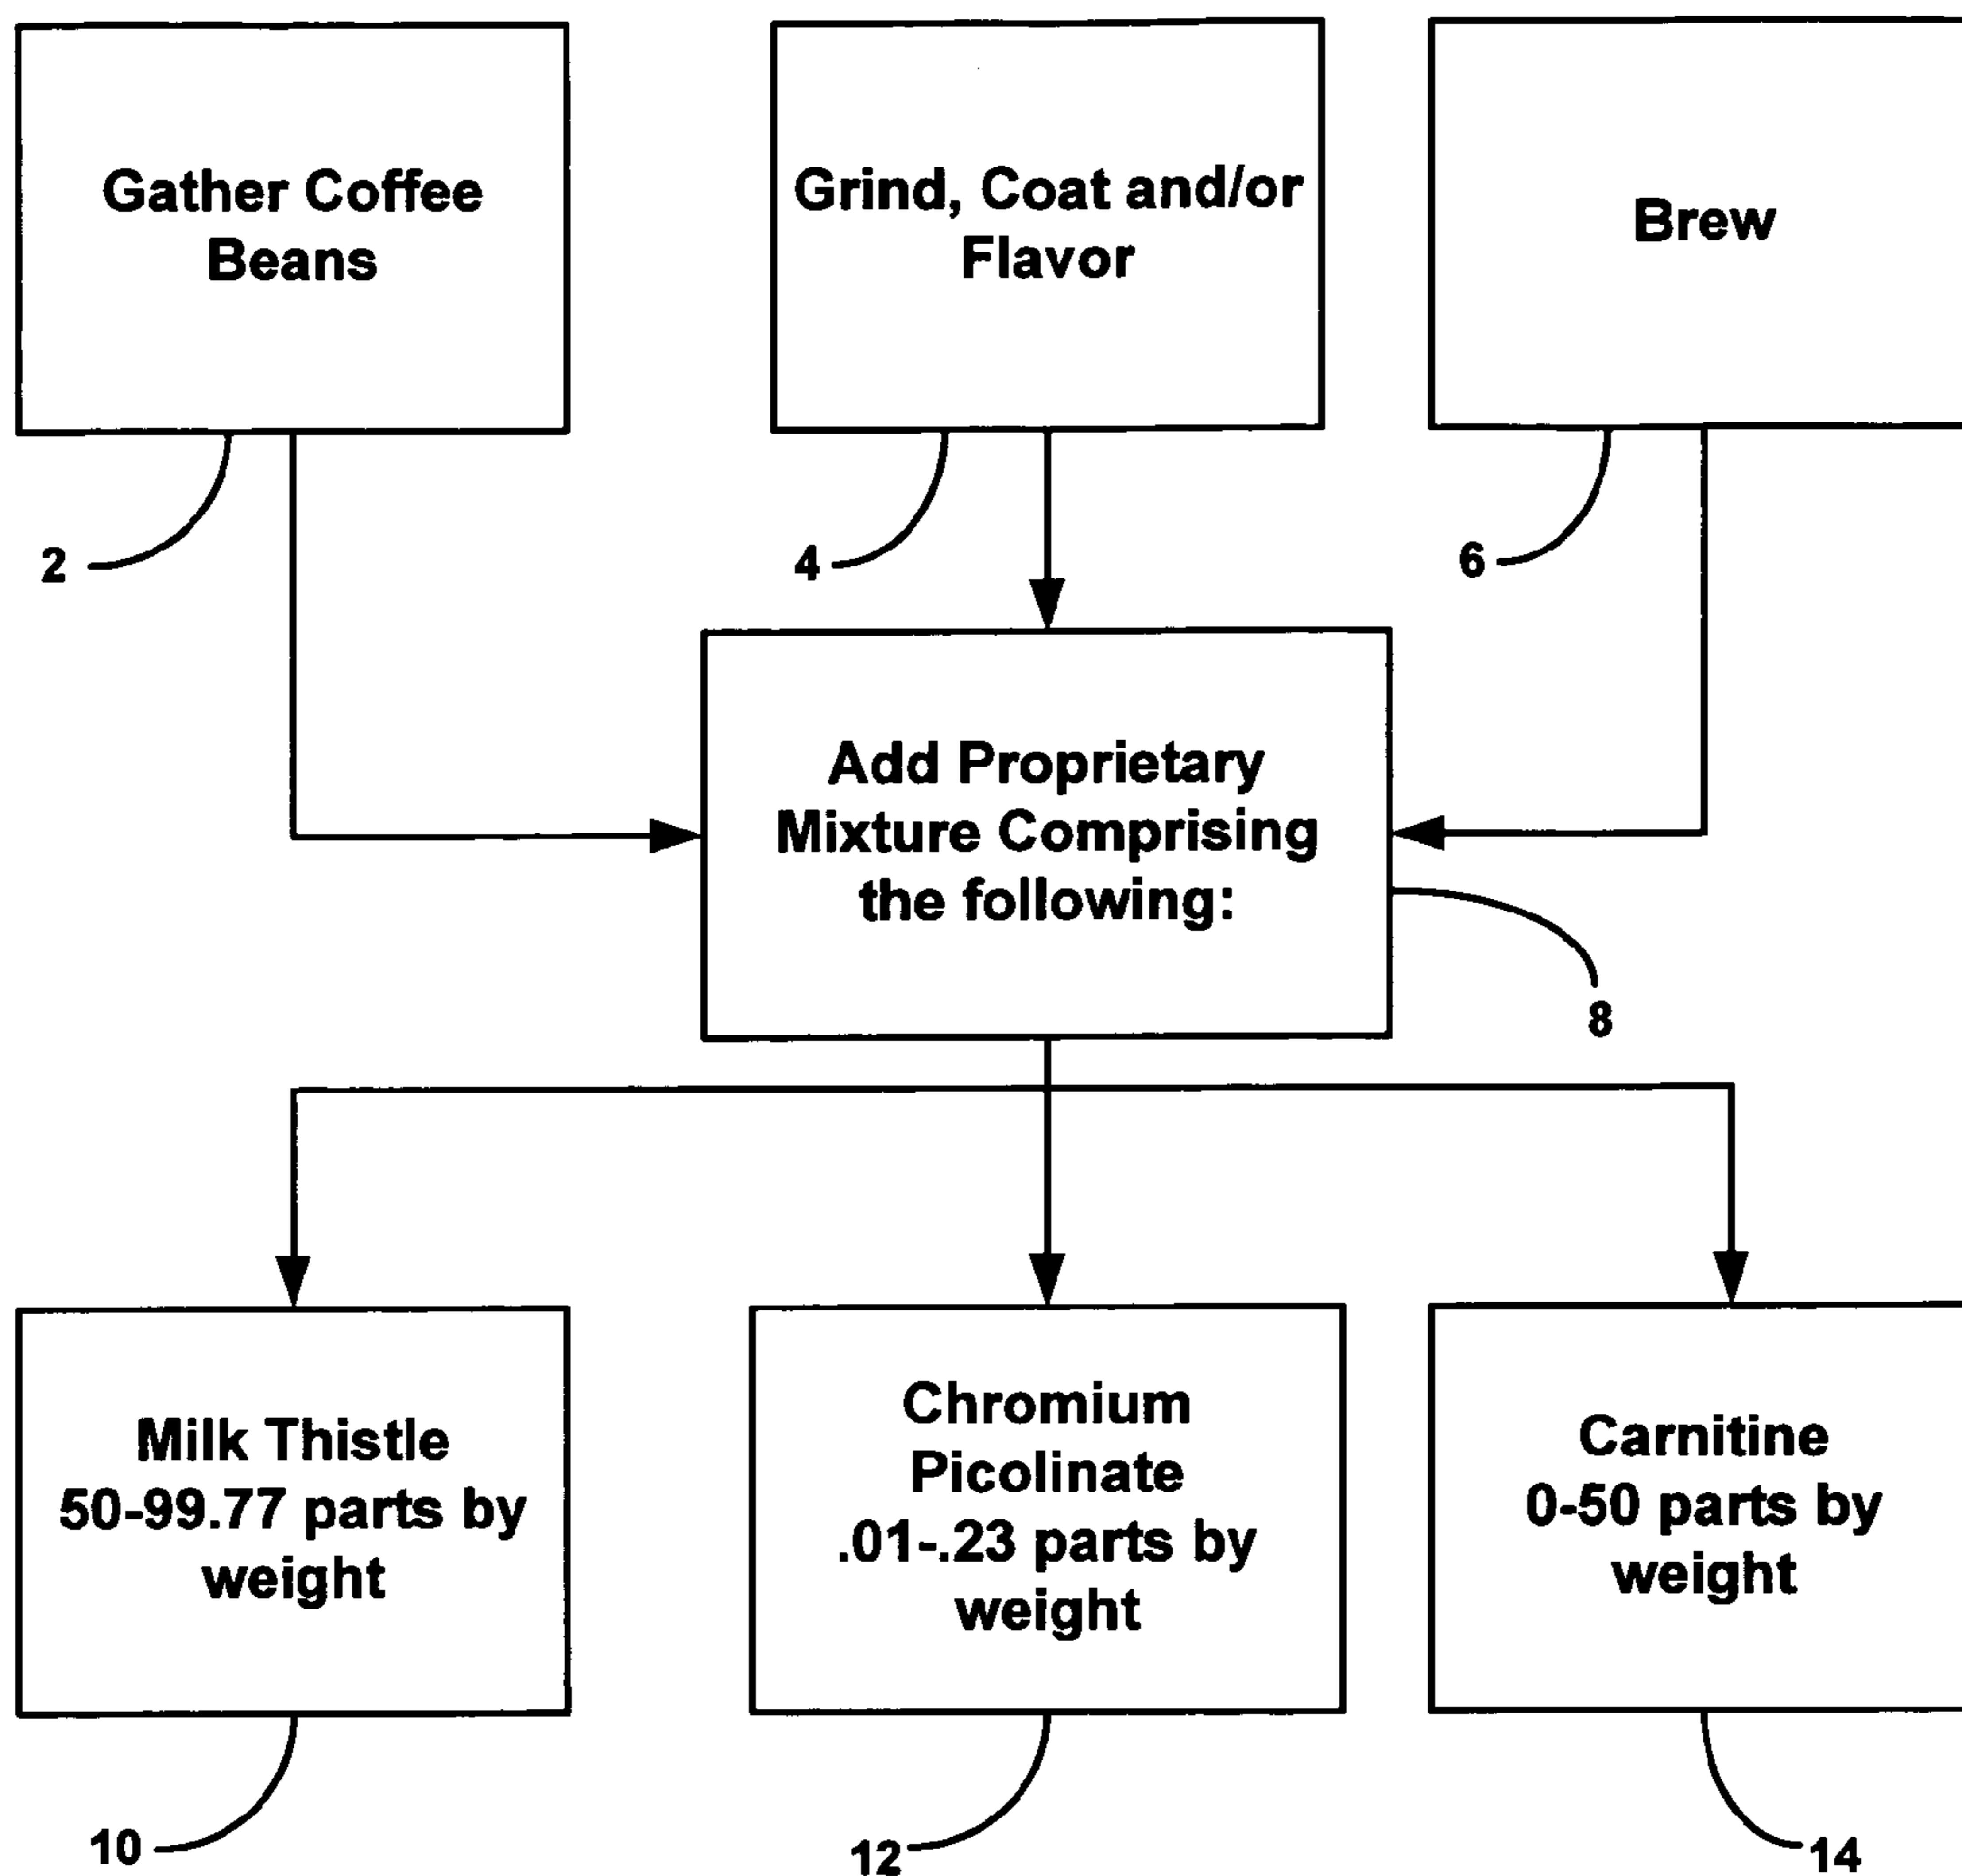 Gather Coffee
Beans
Grind, Coat and/or
Flavor
Brew
2
4
6
Add Proprietary
Mixture Comprising
the following:
8
Milk Thistle
50-99.77 parts by
weight
Chromium
Picolinate
.01-.23 parts by
weight
Carnitine
0-50 parts by
weight
10
12
14